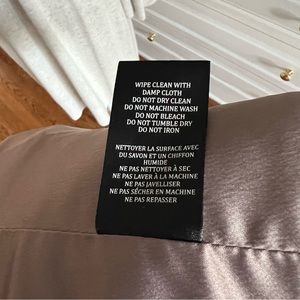 WIPE CLEAN WITH
DAMP CLOTH
DO NOT DRY CLEAN
DO NOT MACHINE WASH
DO NOT BLEACH
DO NOT TUMBLE DRY
DO NOT IRON
NETTOYER LA SURFACE AVEC
DU SAVON ET UN CHIFFON
HUMIDE
NE PAS NETTOYER À SEC
NE PAS LAVER À LA MACHINE
NE PAS JAVELLISER
NE PAS SÉCHER EN MACHINE
NE PAS REPASSER